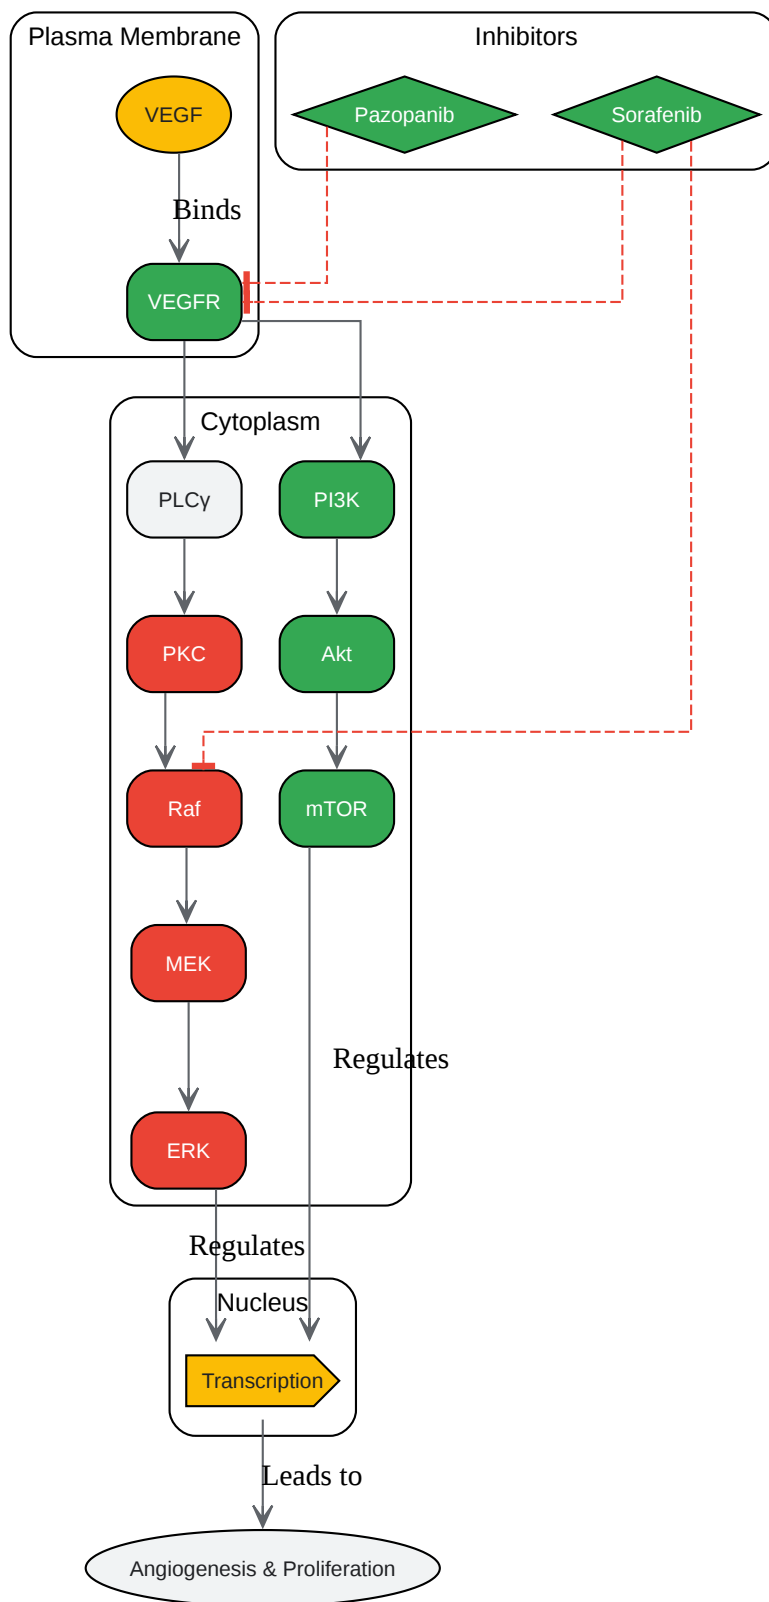 Plasma Membrane
Inhibitors
VEGF
Pazopanib
Sorafenib
Binds
VEGFR
Cytoplasm
PLCγ
PI3K
PKC
Akt
Raf
mTOR
MEK
Regulates
ERK
Regulates
Nucleus
Transcription
Leads to
Angiogenesis & Proliferation